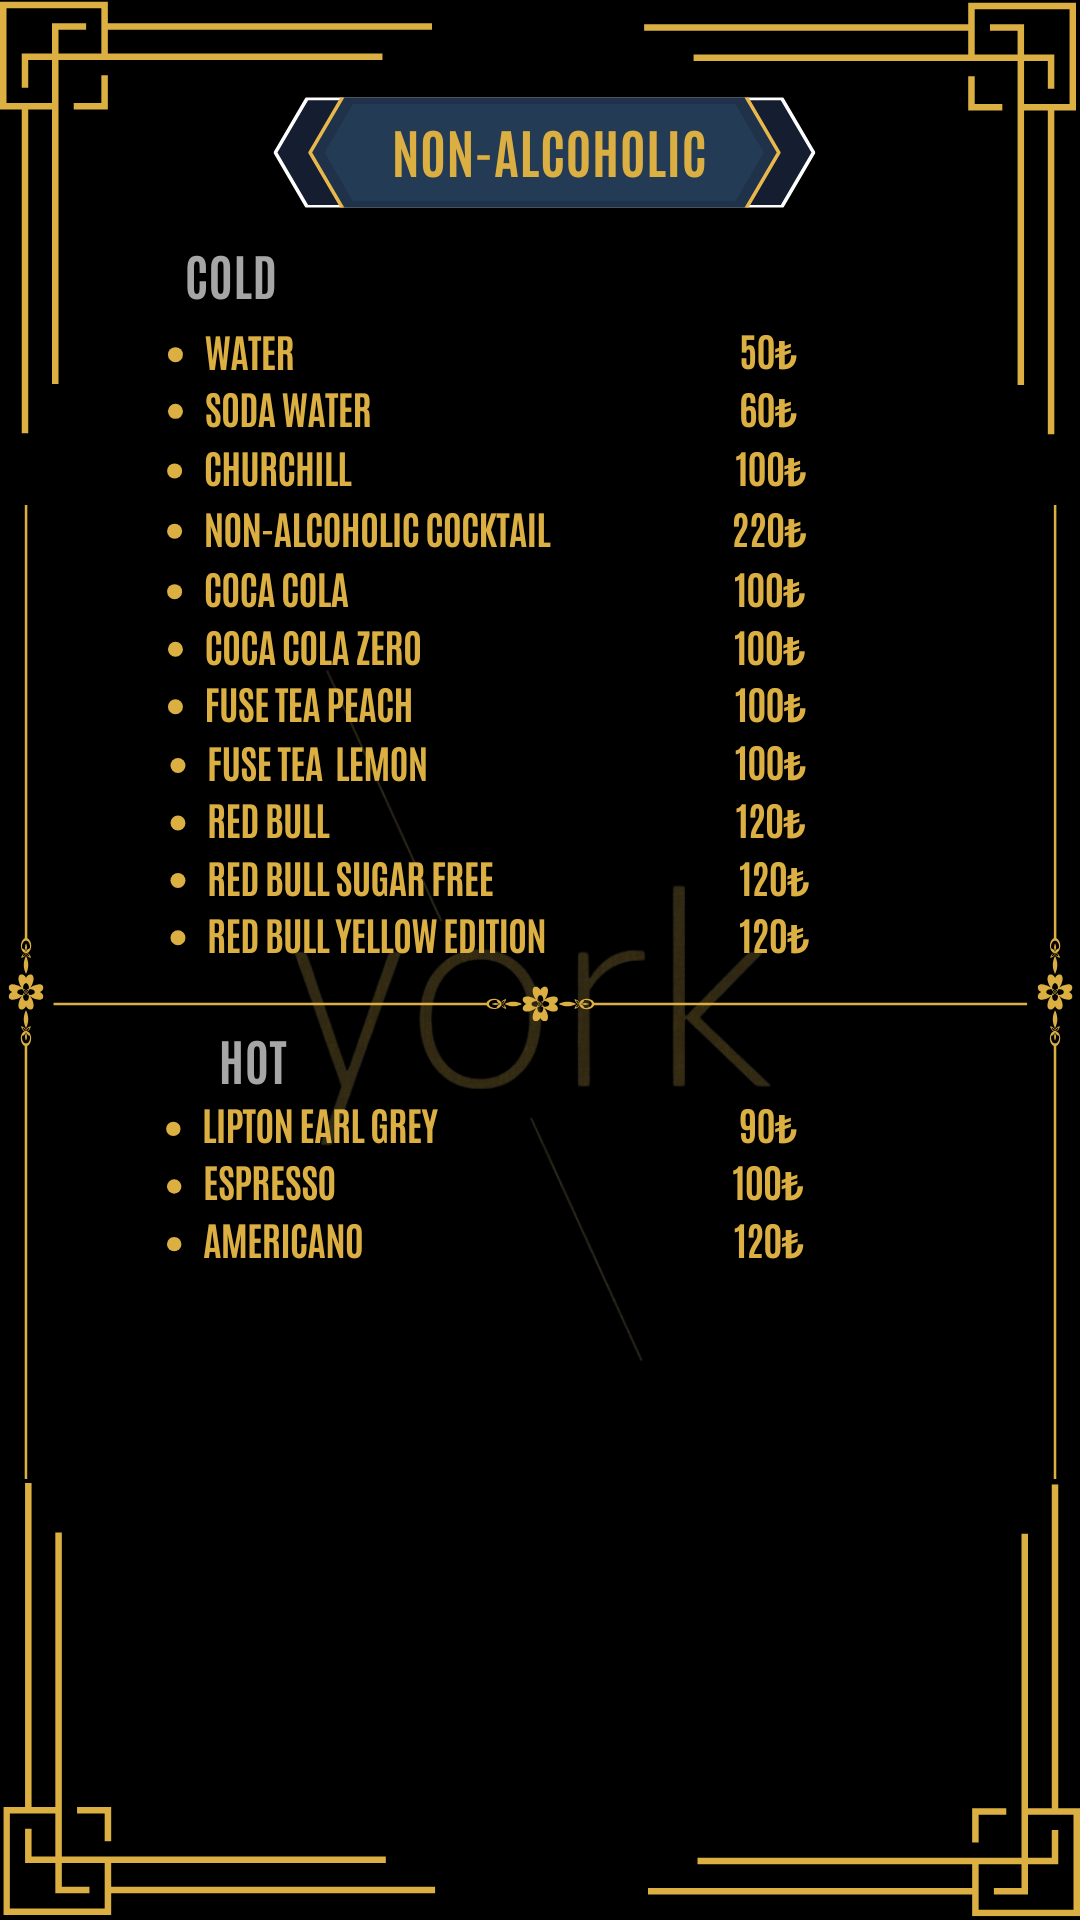 NON-ALCOHOLIC
COLD
• WATER 50₺
• SODA WATER 60₺
• CHURCHILL 100₺
• NON-ALCOHOLIC COCKTAIL 220₺
• COCA COLA 100₺
• COCA COLA ZERO 100₺
• FUSE TEA PEACH 100₺
• FUSE TEA LEMON 100₺
• RED BULL 120₺
• RED BULL SUGAR FREE 120₺
• RED BULL YELLOW EDITION 120₺
york
HOT
• LIPTON EARL GREY 90₺
• ESPRESSO 100₺
• AMERICANO 120₺